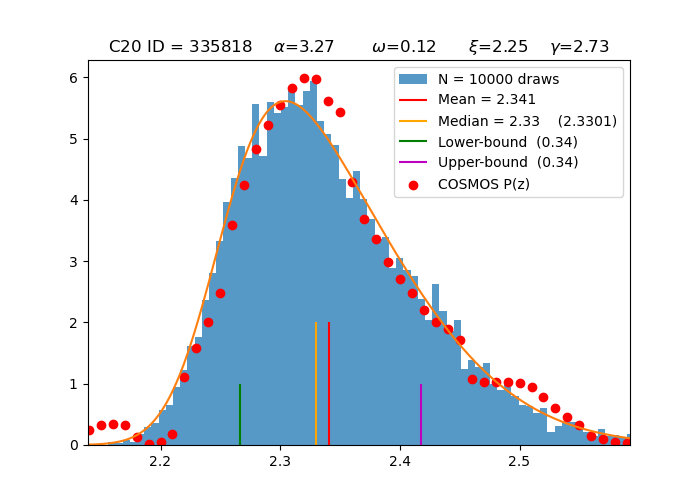 C20 ID = 335818 α=3.27 ω=0.12 ξ=2.25 γ=2.73
N = 10000 draws
Mean = 2.341
Median = 2.33 (2.3301)
Lower-bound (0.34)
Upper-bound (0.34)
COSMOS P(z)
6
5
4
3
2
1
0
2.2 2.3 2.4 2.5